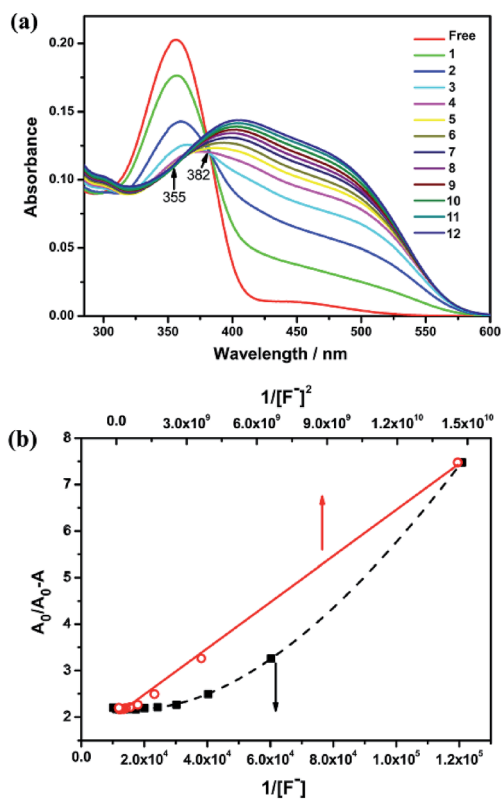 (a)
Absorbance
0.20
0.15
0.10
0.05
0.00
382
355
Free
1
2
3
4
5
6
7
8
9
10
11
12
300 350 400 450 500 550 600
Wavelength / nm
1/[F⁻]²
0.0 3.0x10⁹ 6.0x10⁹ 9.0x10⁹ 1.2x10¹⁰ 1.5x10¹⁰
(b)
A₀/A₀-A
8
7
6
5
4
3
2
0.0 2.0x10⁴ 4.0x10⁴ 6.0x10⁴ 8.0x10⁴ 1.0x10⁵ 1.2x10⁵
1/[F⁻]